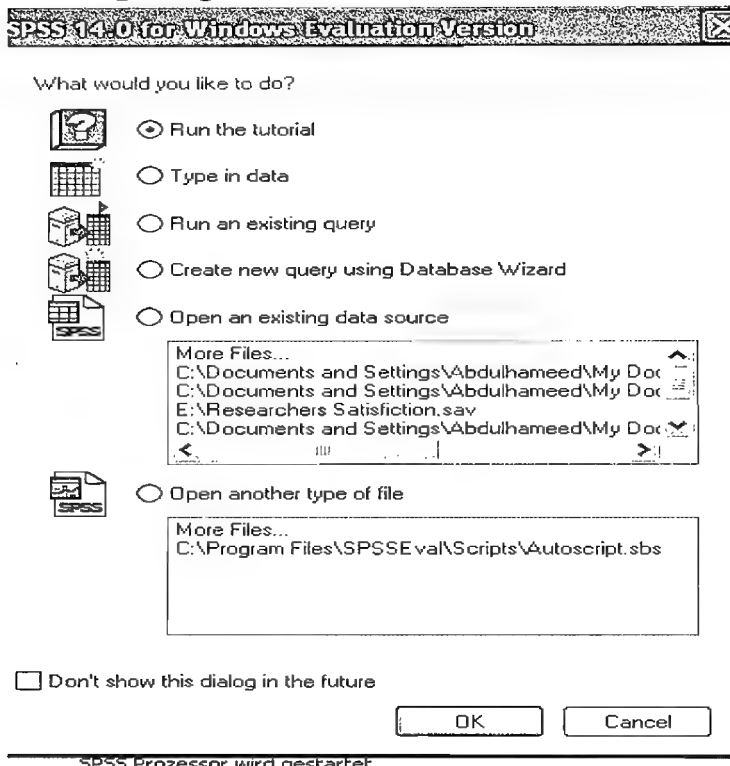 SPSS 14.0 for Windows Evaluation Version
What would you like to do?
Run the tutorial
Type in data
Run an existing query
Create new query using Database Wizard
SPSS
Open an existing data source
More Files...
C:\Documents and Settings\Abdulhameed\My Doc
C:\Documents and Settings\Abdulhameed\My Doc
E:\Researchers Satisfiction.sav
C:\Documents and Settings\Abdulhameed\My Doc
SPSS
Open another type of file
More Files...
C:\Program Files\SPSSEval\Scripts\Autoscript.sbs
Don't show this dialog in the future
OK
Cancel
SPSS Prozessor wird gestartet